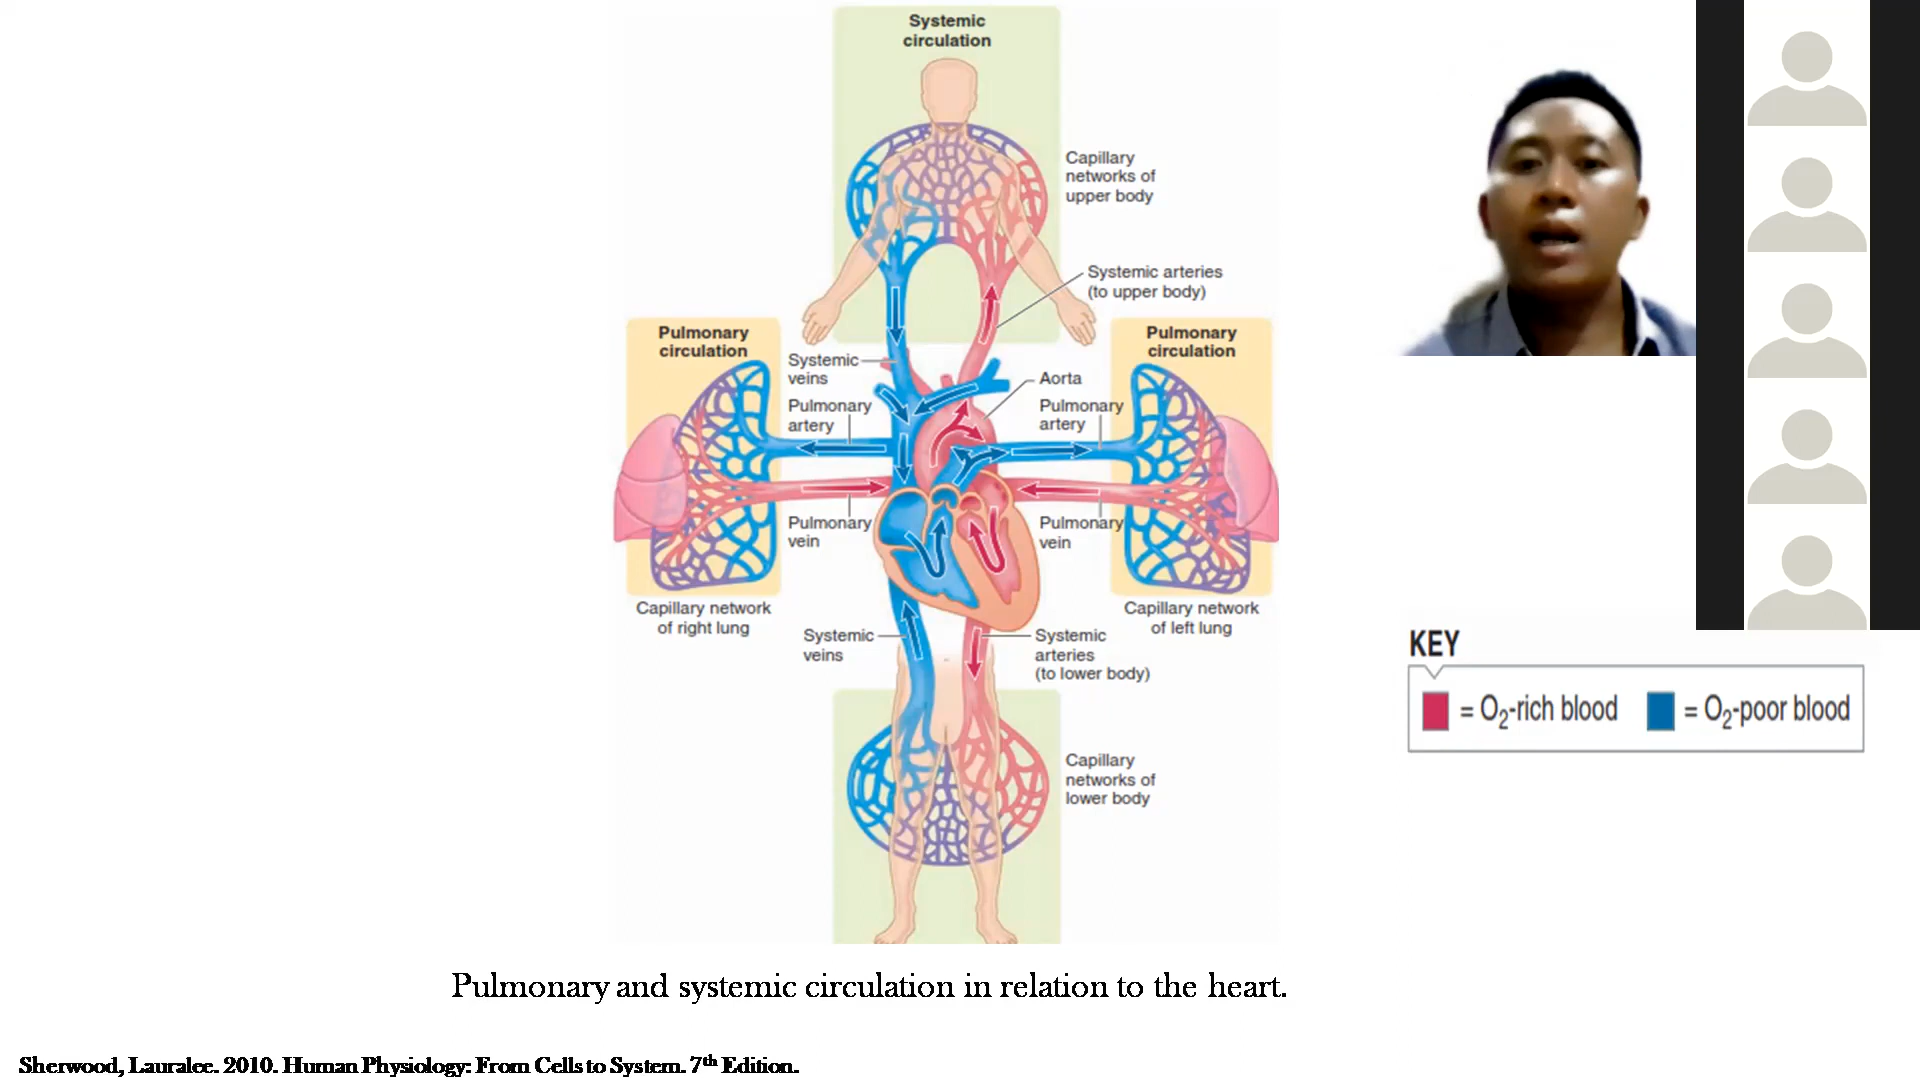 Systemic
circulation
Capillary
networks of
upper body
Systemic arteries
(to upper body)
Pulmonary
circulation
Pulmonary
circulation
Systemic
veins
Aorta
Pulmonary
artery
Pulmonary
artery
Pulmonary
vein
Pulmonary
vein
Capillary network
of right lung
Capillary network
of left lung
Systemic
veins
Systemic
arteries
(to lower body)
KEY
= O₂-rich blood
= O₂-poor blood
Capillary
networks of
lower body
Pulmonary and systemic circulation in relation to the heart.
Sherwood, Lauralee. 2010. Human Physiology: From Cells to System. 7th Edition.